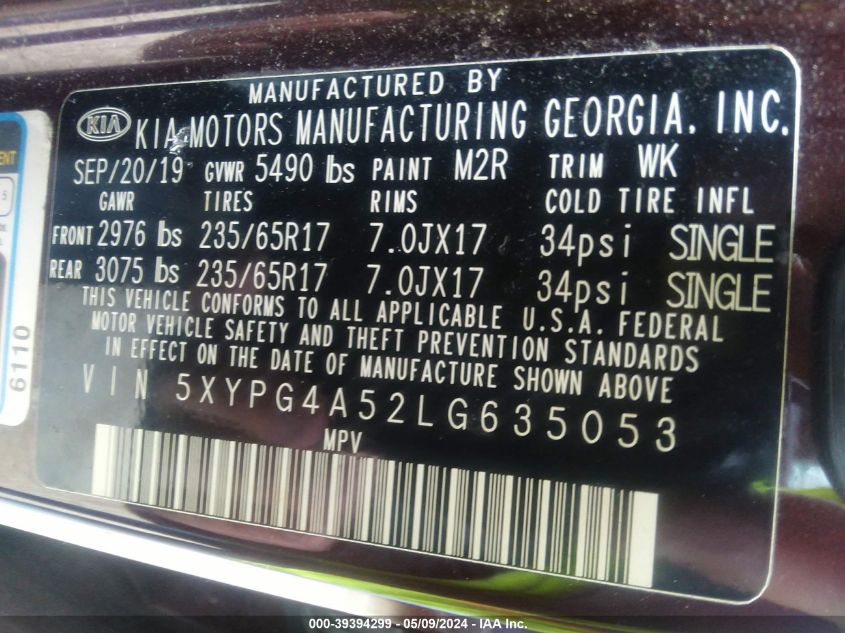 MANUFACTURED BY
KIA KIA MOTORS MANUFACTURING GEORGIA, INC.
SEP/20/19 GVWR 5490 lbs PAINT M2R TRIM WK
GAWR TIRES RIMS COLD TIRE INFL
FRONT 2976 lbs 235/65R17 7.0JX17 34psi SINGLE
REAR 3075 lbs 235/65R17 7.0JX17 34psi SINGLE
THIS VEHICLE CONFORMS TO ALL APPLICABLE U.S.A. FEDERAL
MOTOR VEHICLE SAFETY AND THEFT PREVENTION STANDARDS
IN EFFECT ON THE DATE OF MANUFACTURE SHOWN ABOVE
VIN 5XYPG4A52LG635053
MPV
ENT
5
6110
000-39394299 - 05/09/2024 - IAA Inc.